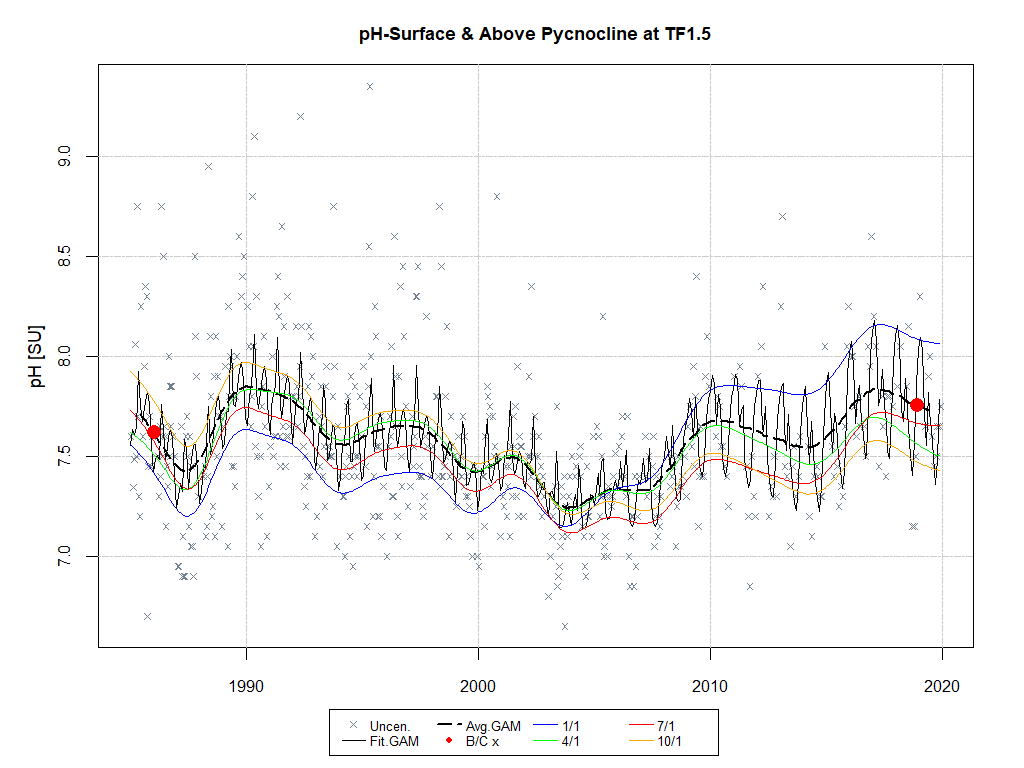 pH-Surface & Above Pycnocline at TF1.5
pH [SU]
9.0
8.5
8.0
7.5
7.0
1990 2000 2010 2020
Uncen. Avg.GAM 1/1 7/1
Fit.GAM B/C x 4/1 10/1